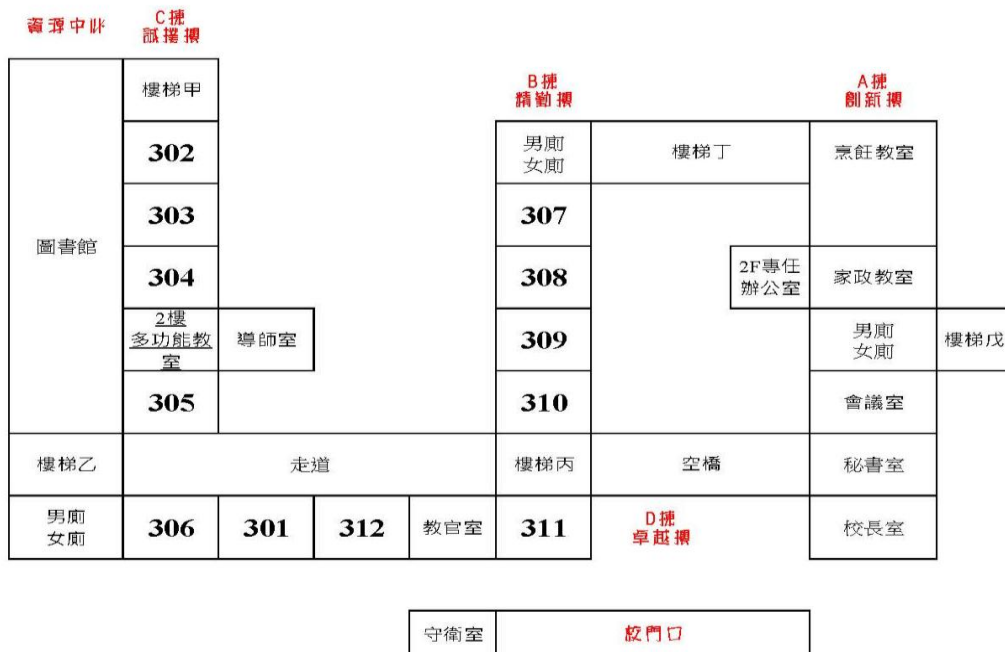 資源中心
C棟
誠樸樓
B棟
精勤樓
A棟
創新樓
樓梯甲
302
303
304
2樓
多功能教
室
導師室
305
圖書館
男廁
女廁
樓梯丁
烹飪教室
307
308
2F專任
辦公室
家政教室
309
男廁
女廁
樓梯戊
310
會議室
樓梯乙
走道
樓梯丙
空橋
秘書室
男廁
女廁
306
301
312
教官室
311
D棟
卓越樓
校長室
守衛室
校門口